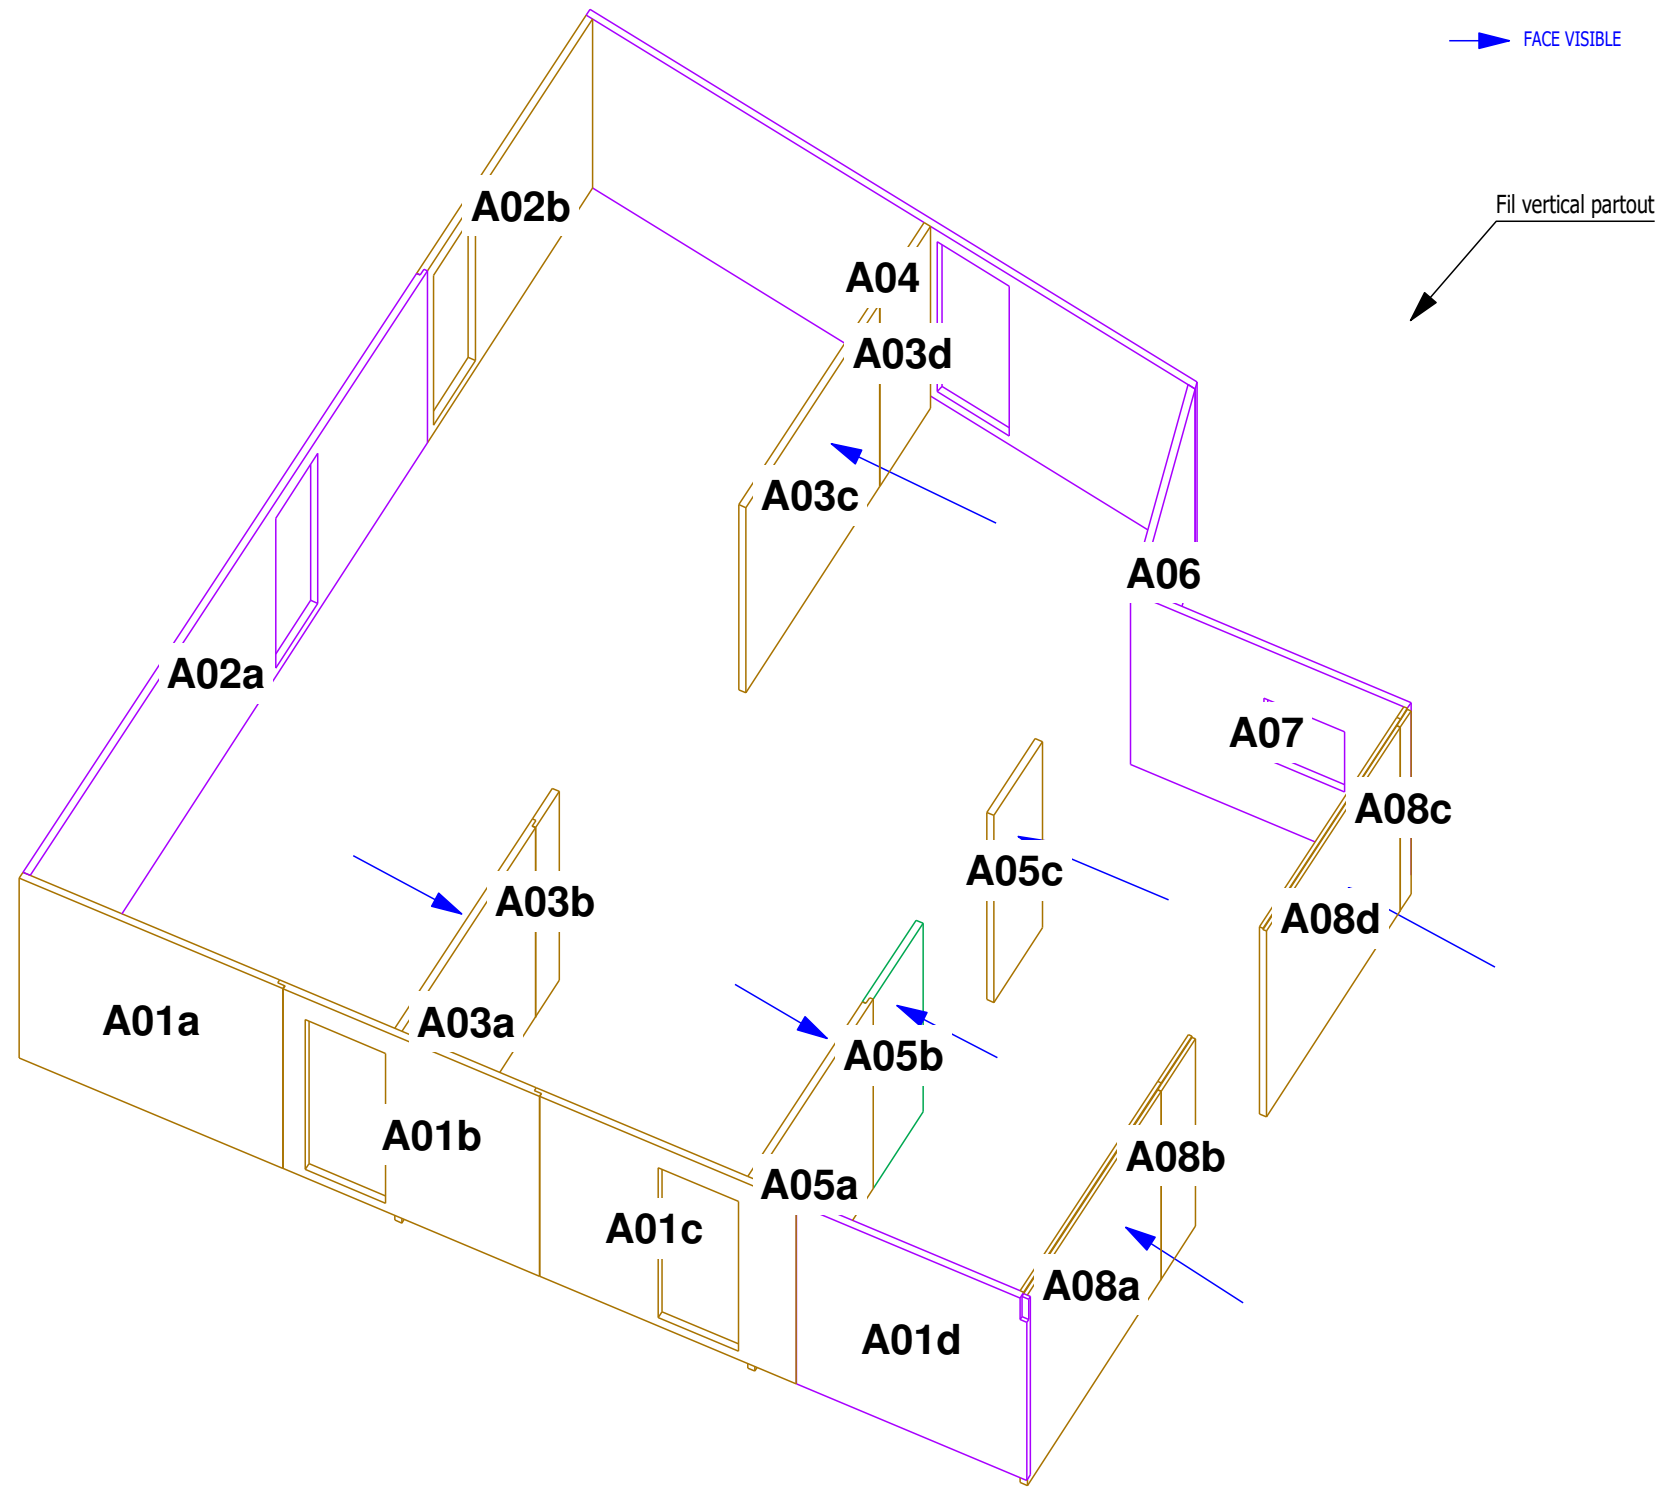 FACE VISIBLE
Fil vertical partout
A02b
A04
A03d
A03c
A06
A02a
A07
A08c
A05c
A03b
A08d
A01a
A03a
A05b
A01b
A08b
A05a
A01c
A08a
A01d